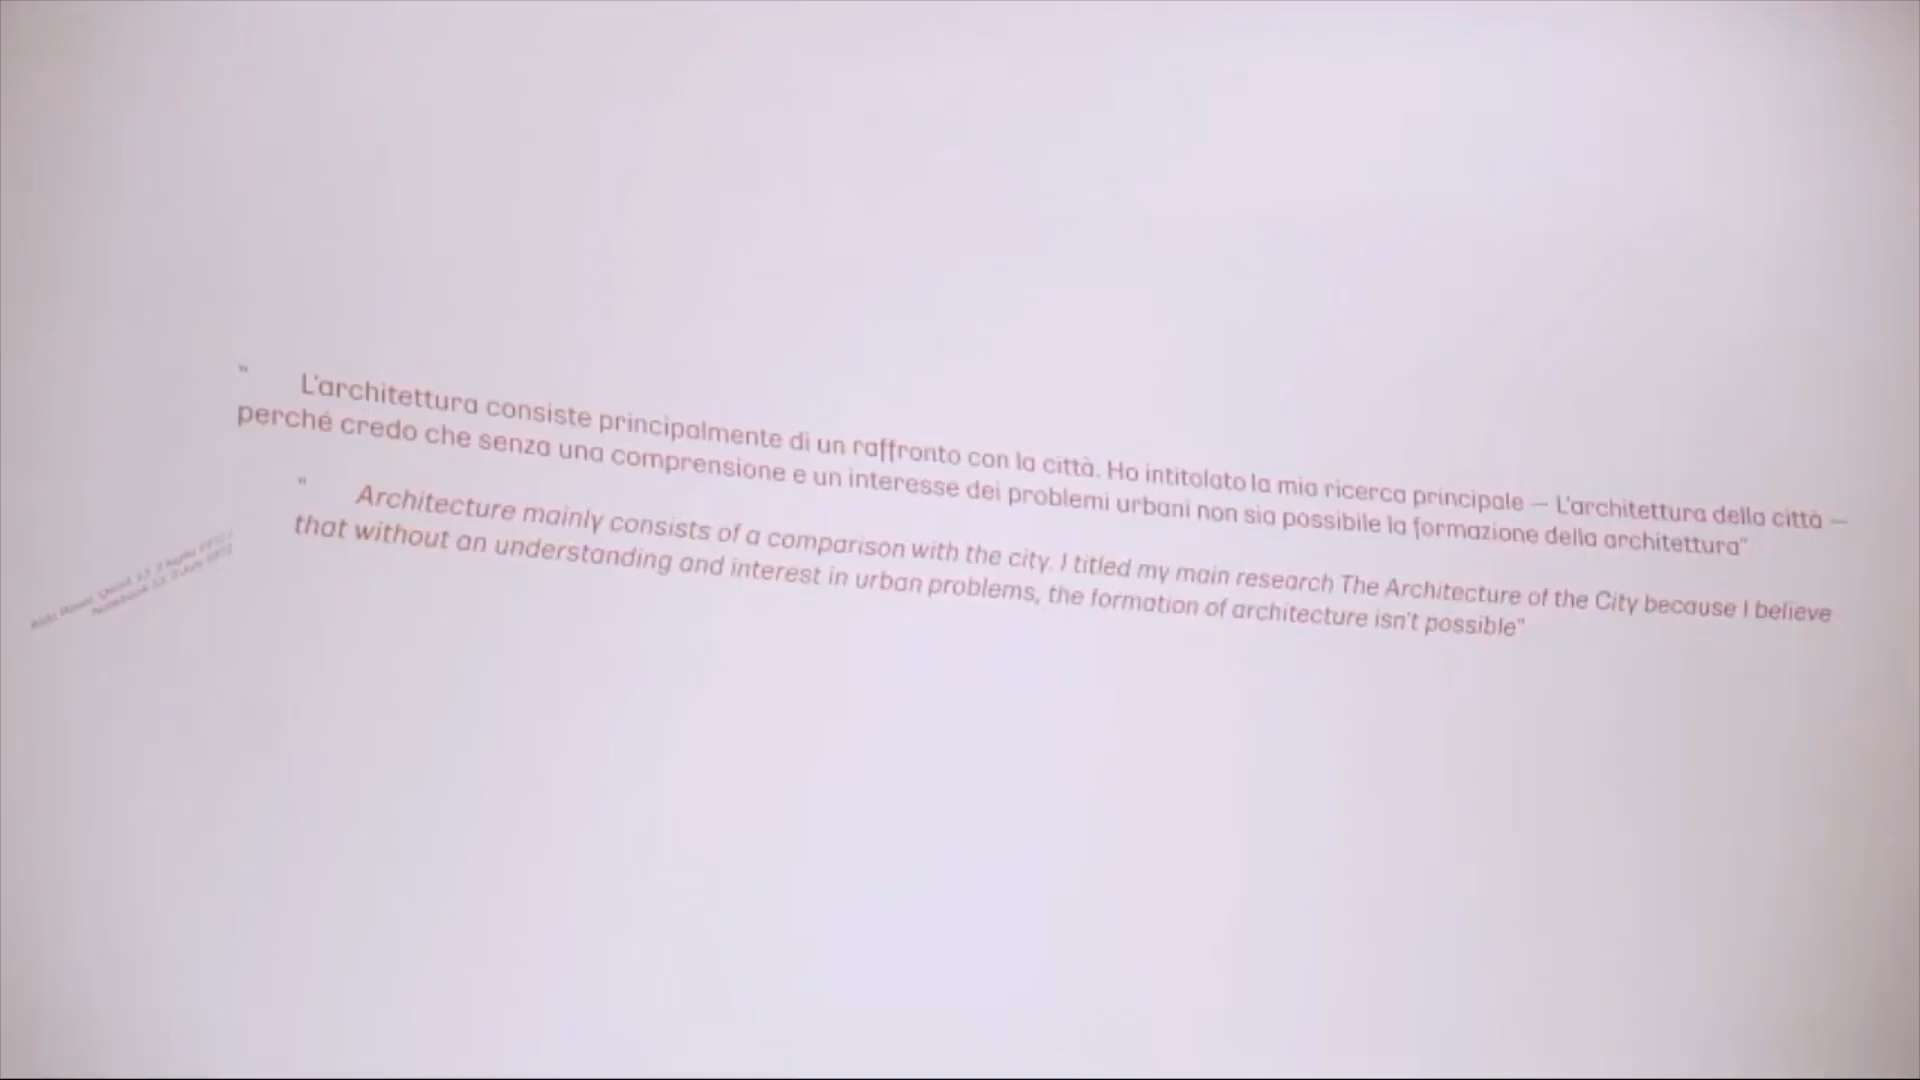 “ L'architettura consiste principalmente di un raffronto con la città. Ho intitolato la mia ricerca principale — L'architettura della città —
perché credo che senza una comprensione e un interesse dei problemi urbani non sia possibile la formazione della architettura”
“ Architecture mainly consists of a comparison with the city. I titled my main research The Architecture of the City because I believe
that without an understanding and interest in urban problems, the formation of architecture isn't possible”
Aldo Rossi,
July